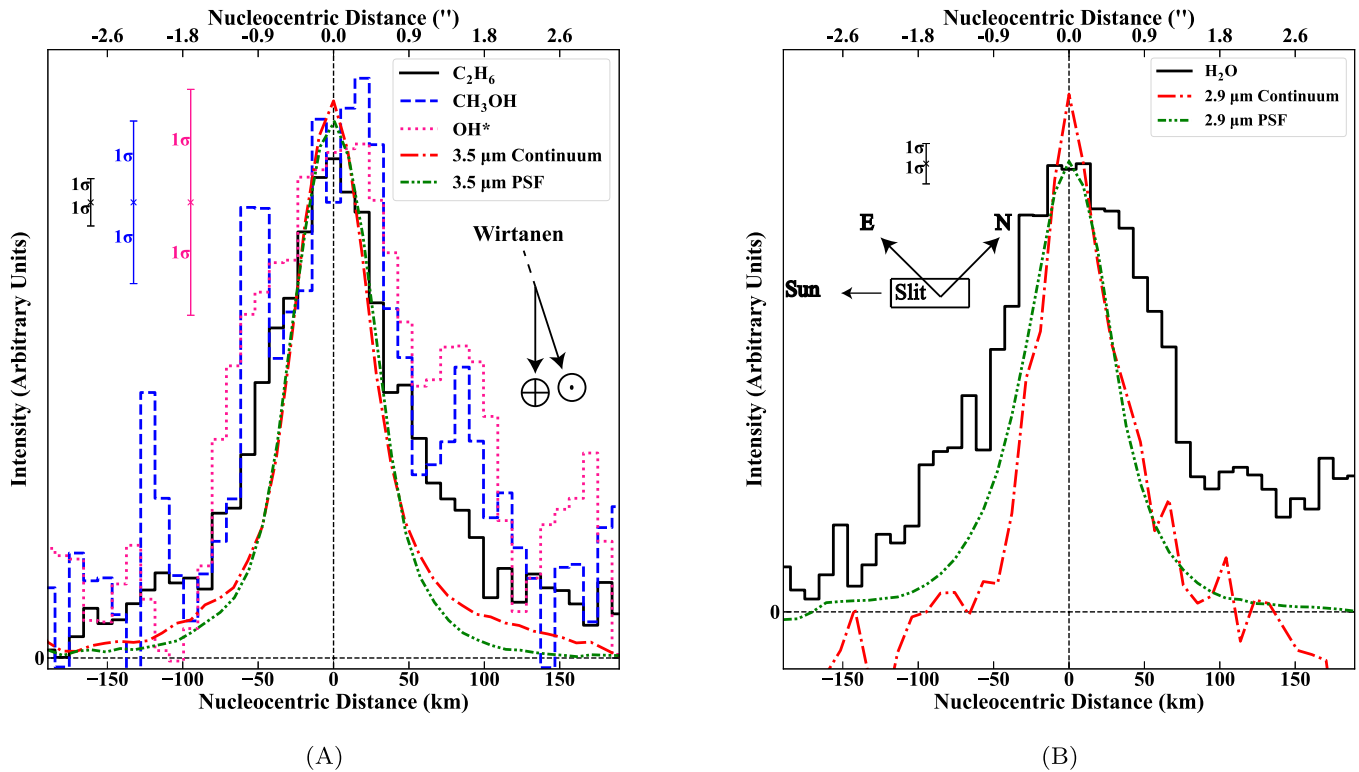 Nucleocentric Distance (")
-2.6 -1.8 -0.9 0.0 0.9 1.8 2.6
C₂H₆
CH₃OH
OH*
3.5 μm Continuum
3.5 μm PSF
1σ
1σ
1σ
1σ
1σ
1σ
Wirtanen
Intensity (Arbitrary Units)
0
−150 −100 −50 0 50 100 150
Nucleocentric Distance (km)
(A)
Nucleocentric Distance (")
-2.6 -1.8 -0.9 0.0 0.9 1.8 2.6
H₂O
2.9 μm Continuum
2.9 μm PSF
1σ
1σ
E N
Sun Slit
Intensity (Arbitrary Units)
0
−150 −100 −50 0 50 100 150
Nucleocentric Distance (km)
(B)